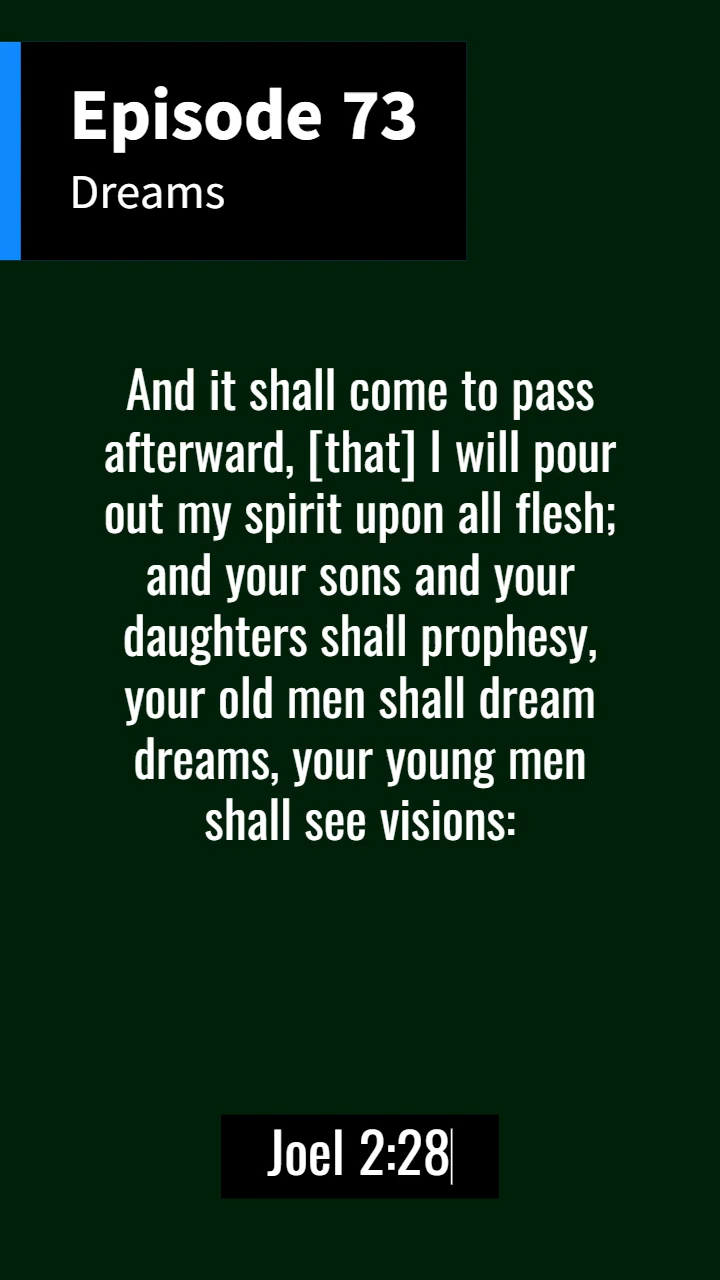 Episode 73
Dreams
And it shall come to pass
afterward, [that] I will pour
out my spirit upon all flesh;
and your sons and your
daughters shall prophesy,
your old men shall dream
dreams, your young men
shall see visions:
Joel 2:28